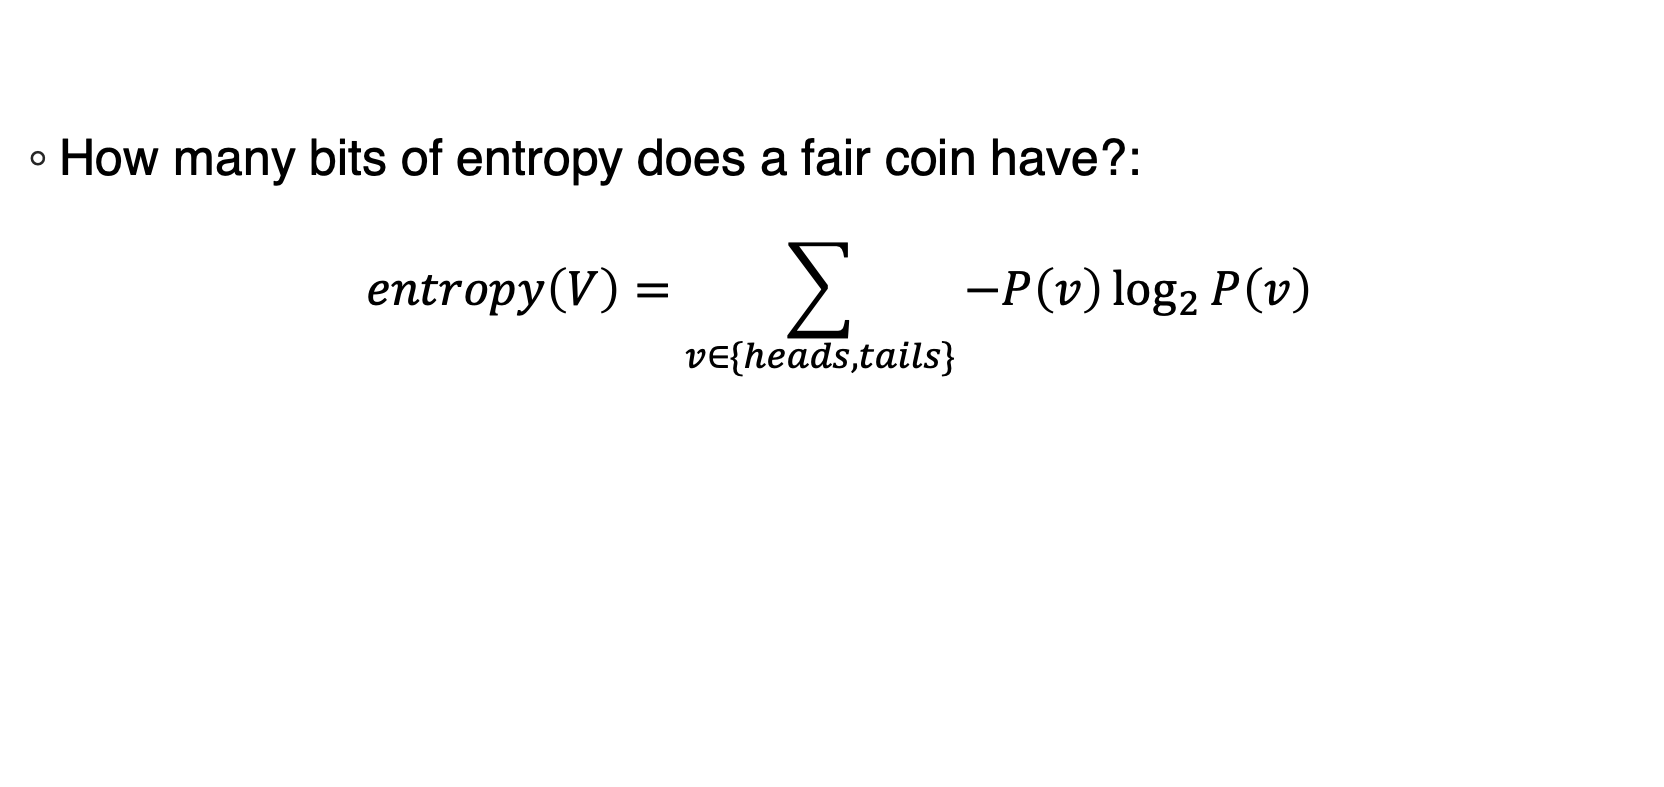 ◦ How many bits of entropy does a fair coin have?:
entropy(V) = ∑ −P(v) log₂ P(v)
v∈{heads,tails}